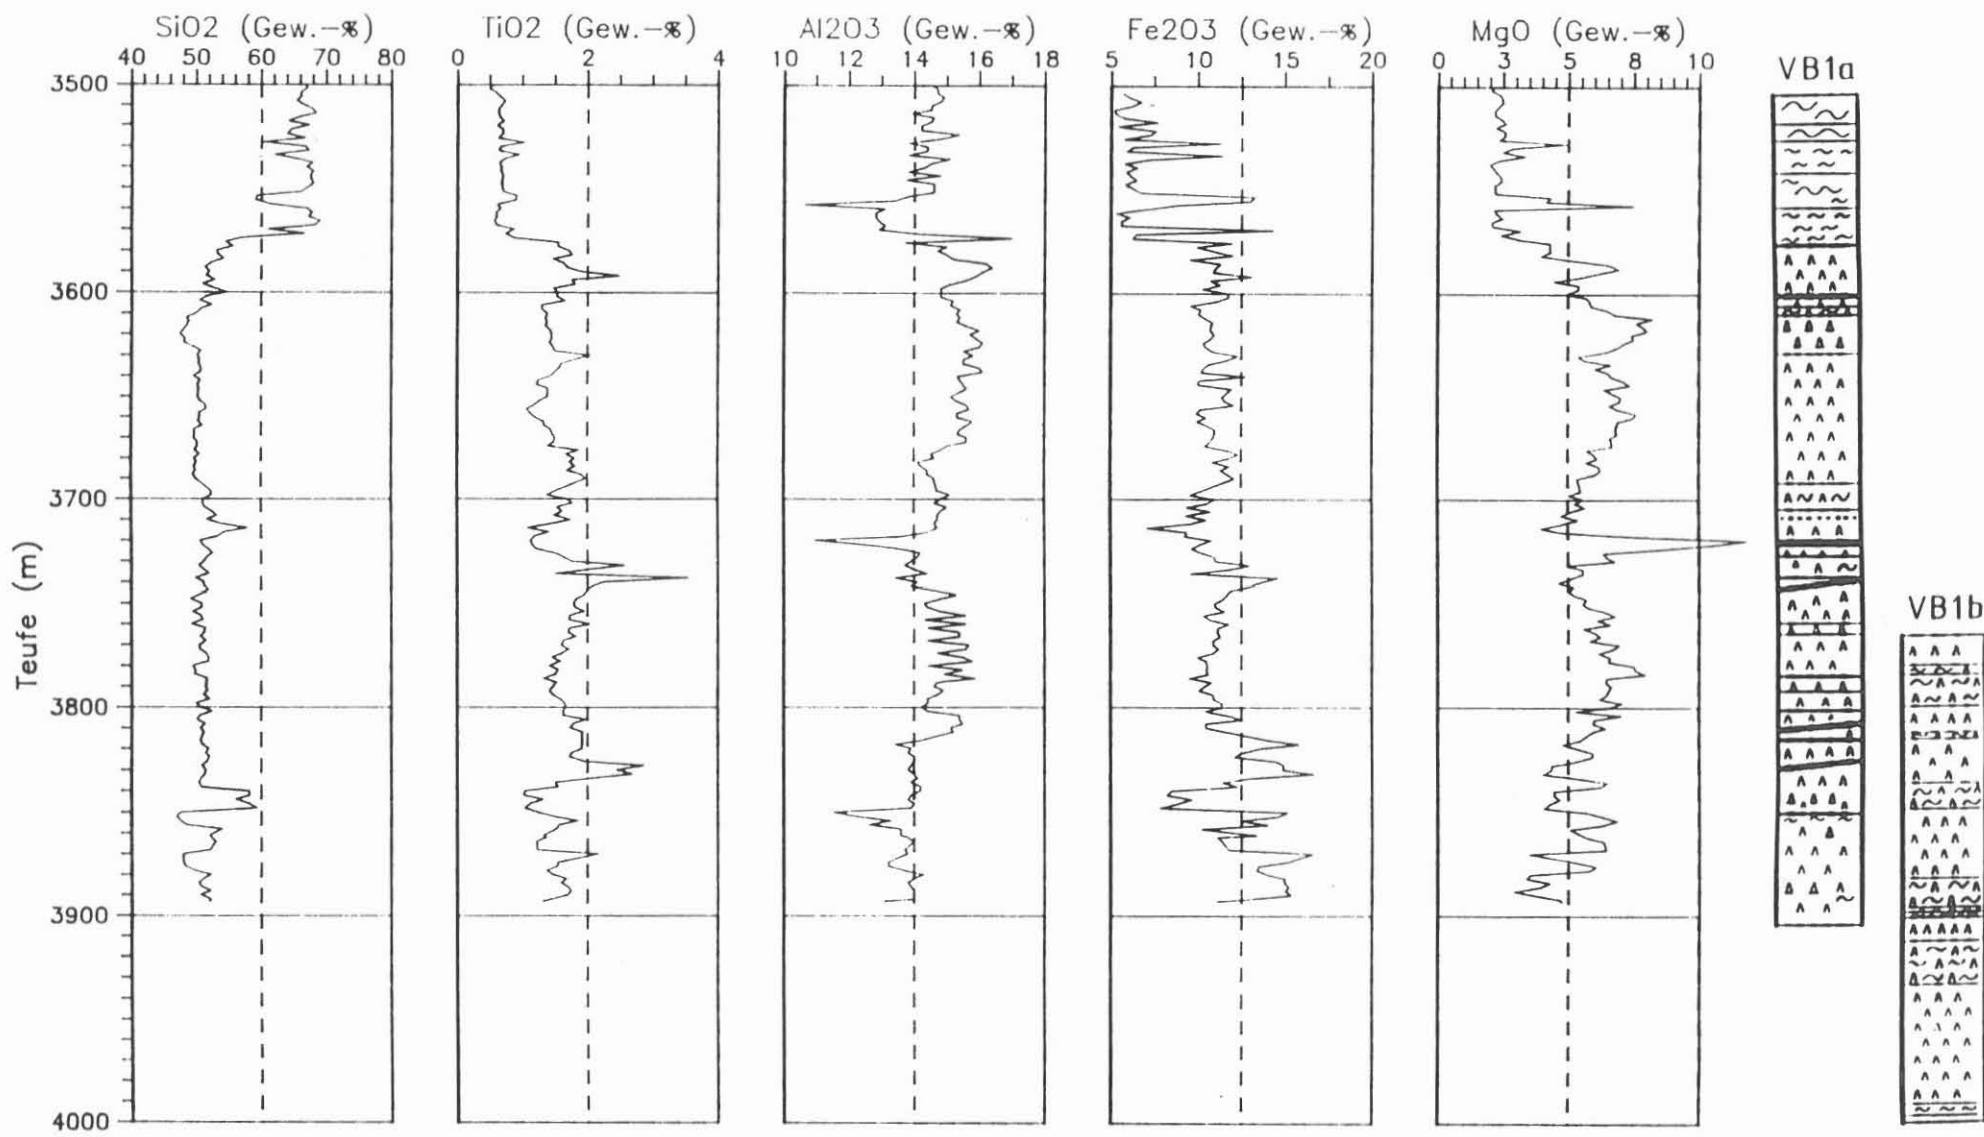 SiO2 (Gew.-%)
TiO2 (Gew.-%)
Al2O3 (Gew.-%)
Fe2O3 (Gew.-%)
MgO (Gew.-%)
40 50 60 70 80
0 2 4
10 12 14 16 18
5 10 15 20
0 3 5 8 10
VB1a
3500
3600
3700
3800
3900
4000
Teufe (m)
VB1b